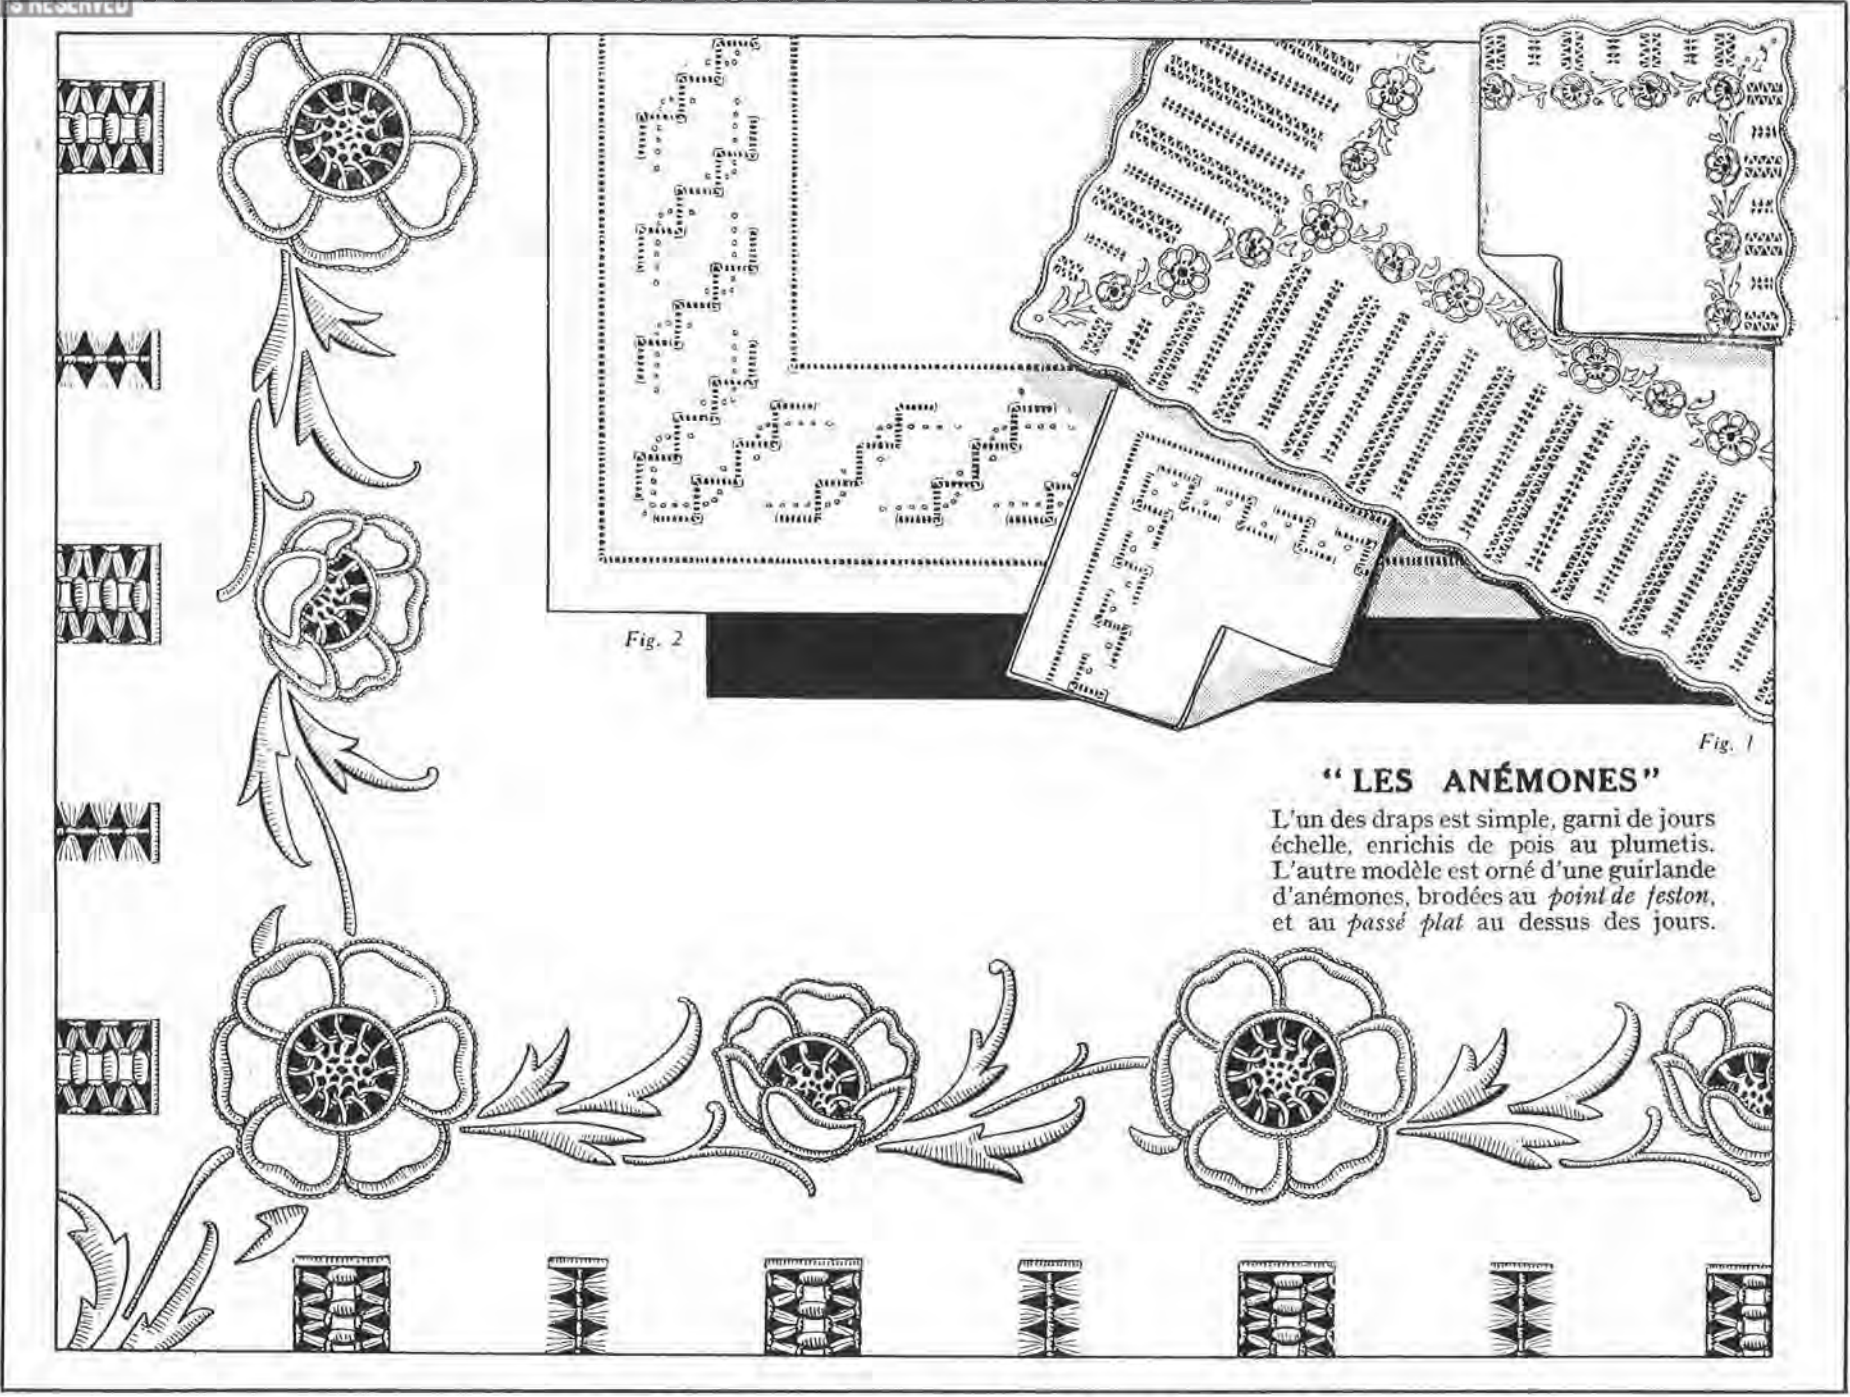 S RESERVED
Fig. 2
Fig. 1
“ LES ANÉMONES”
L'un des draps est simple, garni de jours
échelle, enrichis de pois au plumetis.
L'autre modèle est orné d'une guirlande
d'anémones, brodées au point de feston,
et au passé plat au dessus des jours.